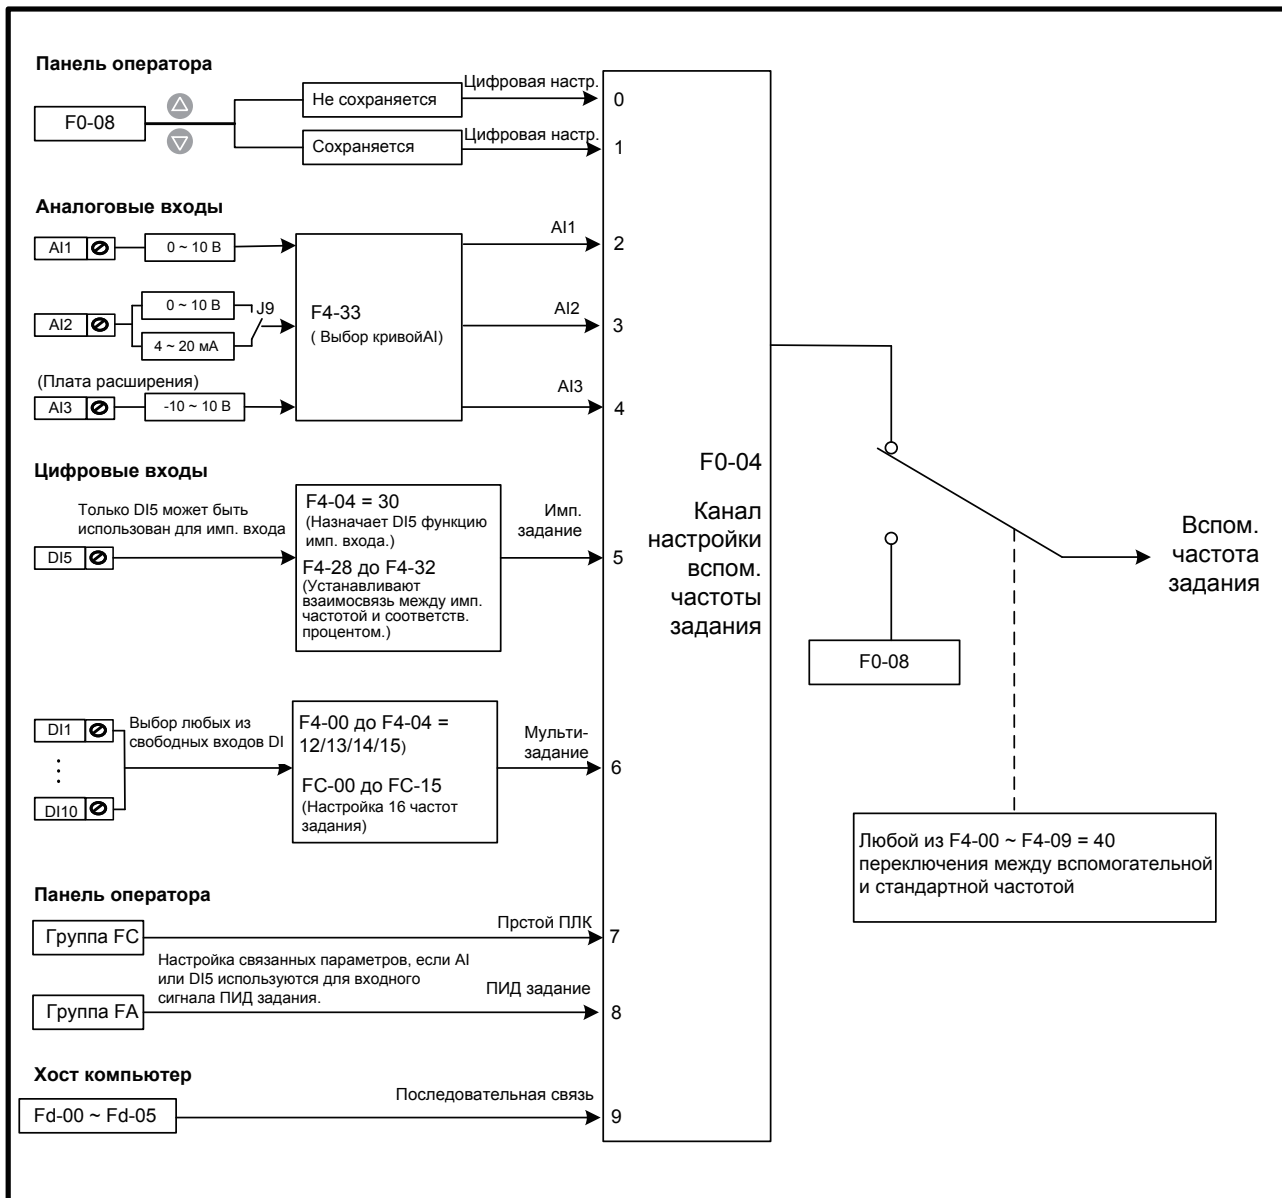 Панель оператора
F0-08
Не сохраняется
Цифровая настр.
0
Сохраняется
Цифровая настр.
1
Аналоговые входы
AI1
0 ~ 10 В
AI1
2
AI2
0 ~ 10 В
J9
4 ~ 20 мА
F4-33
( Выбор кривойAI)
AI2
3
(Плата расширения)
AI3
-10 ~ 10 В
AI3
4
Цифровые входы
Только DI5 может быть
использован для имп. входа
DI5
F4-04 = 30
(Назначает DI5 функцию
имп. входа.)
F4-28 до F4-32
(Устанавливают
взаимосвязь между имп.
частотой и соответств.
процентом.)
Имп.
задание
5
DI1
DI10
Выбор любых из
свободных входов DI
F4-00 до F4-04 =
12/13/14/15)
FC-00 до FC-15
(Настройка 16 частот
задания)
Мульти-
задание
6
Панель оператора
Группа FC
Прстой ПЛК
7
Настройка связанных параметров, если AI
или DI5 используются для входного
сигнала ПИД задания.
Группа FA
ПИД задание
8
Хост компьютер
Fd-00 ~ Fd-05
Последовательная связь
9
F0-04
Канал
настройки
вспом.
частоты
задания
F0-08
Вспом.
частота
задания
Любой из F4-00 ~ F4-09 = 40
переключения между вспомогательной
и стандартной частотой